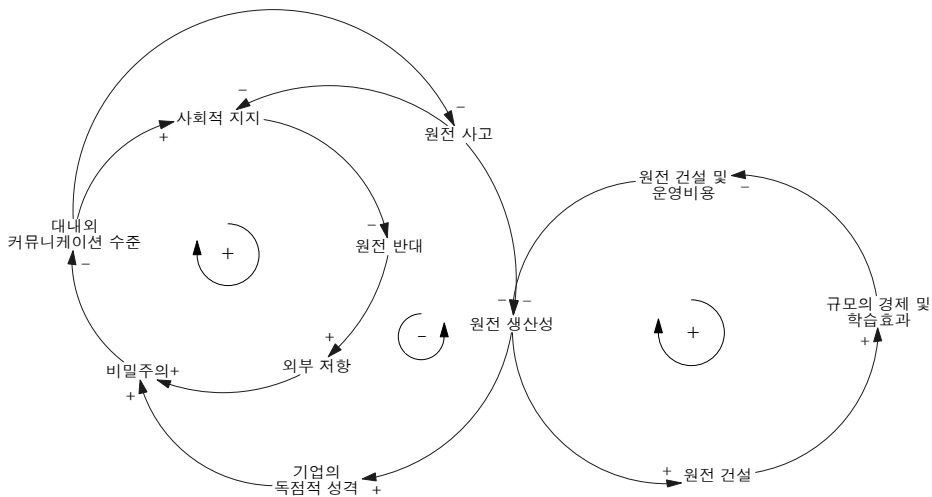 −
−
사회적 지지
+
원전 사고
원전 건설 및
운영비용
−
대내외
커뮤니케이션 수준
−
+
−
원전 반대
−
−
원전 생산성
규모의 경제 및
학습효과
+
+
-
+
외부 저항
비밀주의+
+
기업의
독점적 성격
+
+
원전 건설